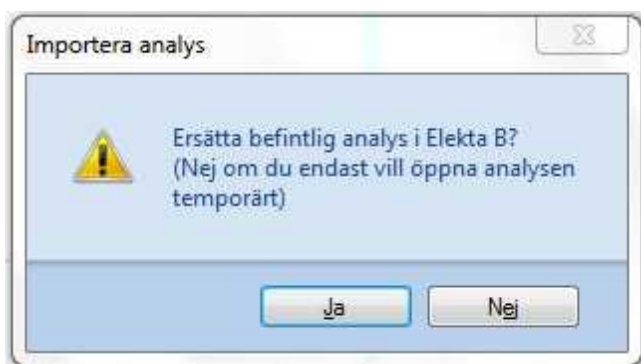 Importera analys
Ersätta befintlig analys i Elekta B?
(Nej om du endast vill öppna analysen
temporärt)
Ja
Nej